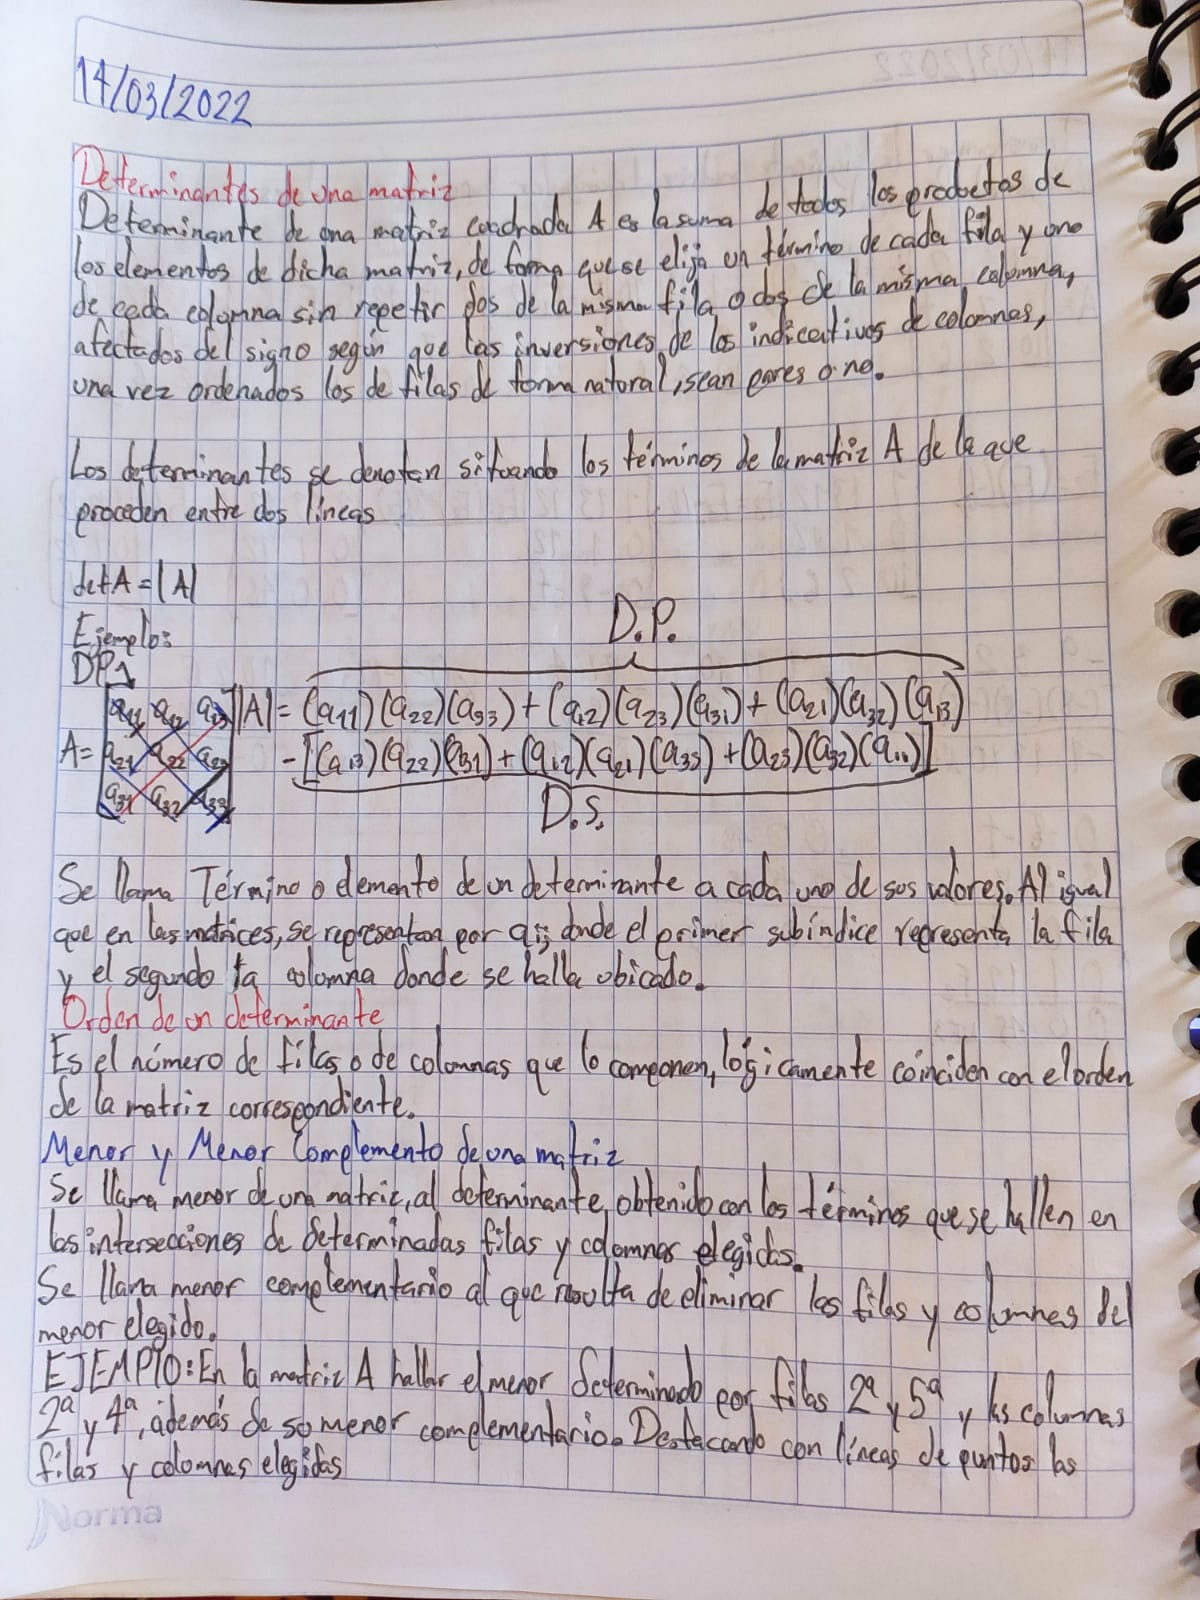 14/03/2022
Determinantes de una matriz
Determinante de una matriz cuadrada A es la suma de todos los productos de
los elementos de dicha matriz, de forma que se elija un término de cada fila y uno
de cada columna sin repetir dos de la misma fila o dos de la misma columna,
afectados del signo según que las inversiones de los indicativos de columnas,
una vez ordenados los de filas de forma natural, sean pares o no.
Los determinantes se denotan situando los términos de la matriz A de la que
proceden entre dos líneas
det A = |A|
Ejemplo:
D.P.
DP
a11 a12 a13 |A| = (a11)(a22)(a33) + (a12)(a23)(a31) + (a21)(a32)(a13)
A = a21 a22 a23 - [(a13)(a22)(a31) + (a12)(a21)(a33) + (a23)(a32)(a11)]
a31 a32 a33
D.S.
Se llama Término o elemento de un determinante a cada uno de sus valores. Al igual
que en las matrices, se representan por aij donde el primer subíndice representa la fila
y el segundo la columna donde se halla ubicado.
Orden de un determinante
Es el número de filas o de columnas que lo componen, lógicamente coinciden con el orden
de la matriz correspondiente.
Menor y Menor Complemento de una matriz
Se llama menor de una matriz, al determinante obtenido con los términos que se hallen en
las intersecciones de determinadas filas y columnas elegidas.
Se llama menor complementario al que resulta de eliminar las filas y columnas del
menor elegido.
EJEMPlO: En la matriz A hallar el menor determinado por filas 2ª y 5ª y las columnas
2ª y 4ª, además de so menor complementario. Destacando con líneas de puntos las
filas y columnas elegidas
Norma